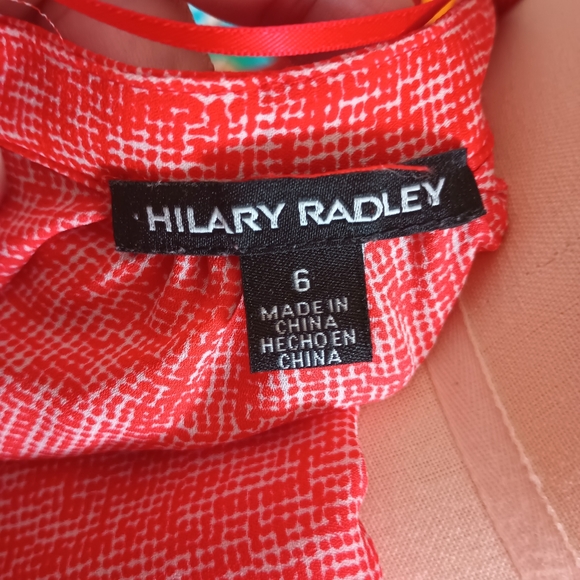 HILARY RADLEY
6
MADE IN
CHINA
HECHO EN
CHINA